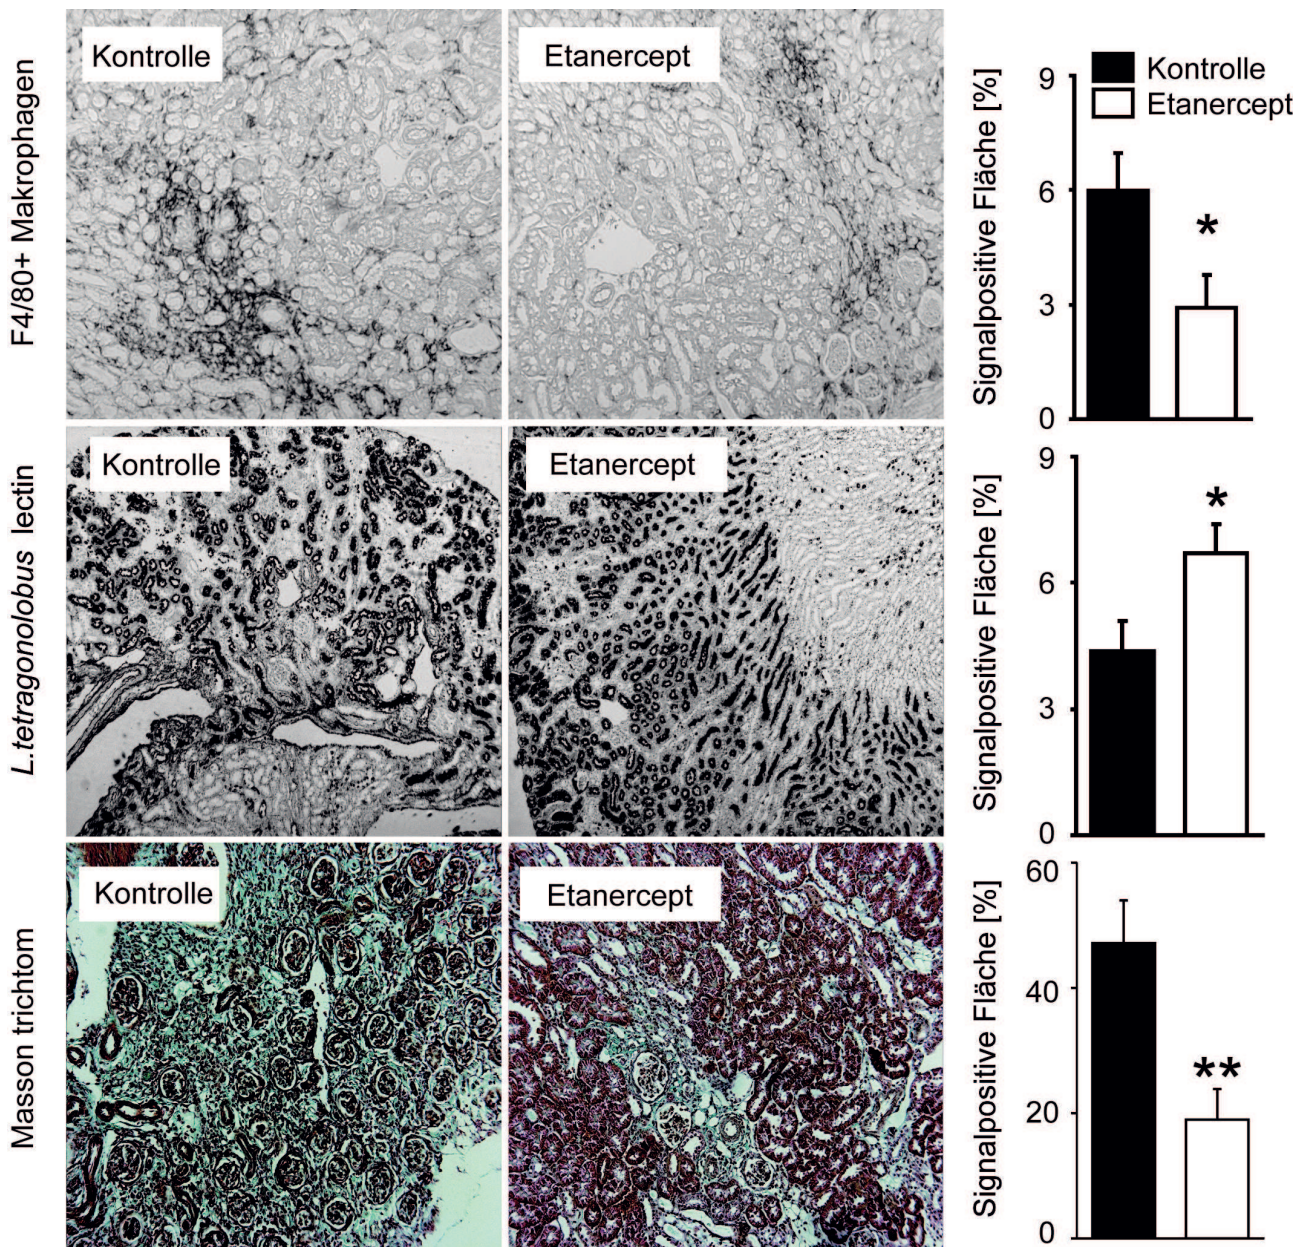 F4/80+ Makrophagen
Kontrolle
Etanercept
Signalpositive Fläche [%]
9
6
3
0
Kontrolle
Etanercept
*
L.tetragonolobus lectin
Kontrolle
Etanercept
Signalpositive Fläche [%]
9
6
3
0
*
Masson trichtom
Kontrolle
Etanercept
Signalpositive Fläche [%]
60
40
20
0
**